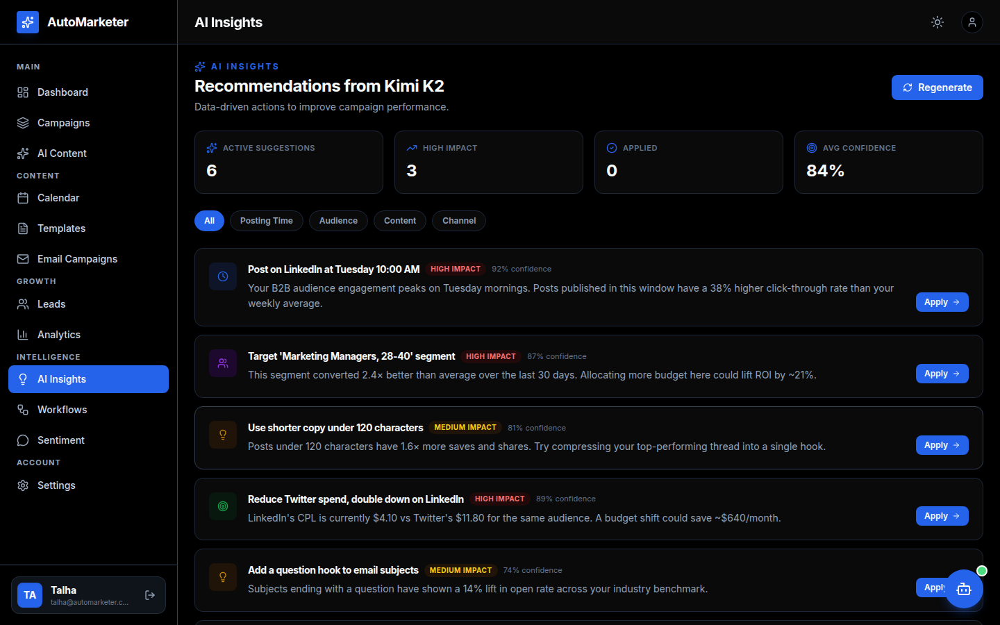 AutoMarketer
MAIN
Dashboard
Campaigns
AI Content
CONTENT
Calendar
Templates
Email Campaigns
GROWTH
Leads
Analytics
INTELLIGENCE
AI Insights
Workflows
Sentiment
ACCOUNT
Settings
TA
Talha
talha@automarketer.c...
AI Insights
AI INSIGHTS
Recommendations from Kimi K2
Data-driven actions to improve campaign performance.
Regenerate
ACTIVE SUGGESTIONS
6
HIGH IMPACT
3
APPLIED
0
AVG CONFIDENCE
84%
All
Posting Time
Audience
Content
Channel
Post on LinkedIn at Tuesday 10:00 AM HIGH IMPACT 92% confidence
Your B2B audience engagement peaks on Tuesday mornings. Posts published in this window have a 38% higher click-through rate than your
weekly average.
Apply
Target 'Marketing Managers, 28-40' segment HIGH IMPACT 87% confidence
This segment converted 2.4× better than average over the last 30 days. Allocating more budget here could lift ROI by ~21%.
Apply
Use shorter copy under 120 characters MEDIUM IMPACT 81% confidence
Posts under 120 characters have 1.6× more saves and shares. Try compressing your top-performing thread into a single hook.
Apply
Reduce Twitter spend, double down on LinkedIn HIGH IMPACT 89% confidence
LinkedIn's CPL is currently $4.10 vs Twitter's $11.80 for the same audience. A budget shift could save ~$640/month.
Apply
Add a question hook to email subjects MEDIUM IMPACT 74% confidence
Subjects ending with a question have shown a 14% lift in open rate across your industry benchmark.
Apply